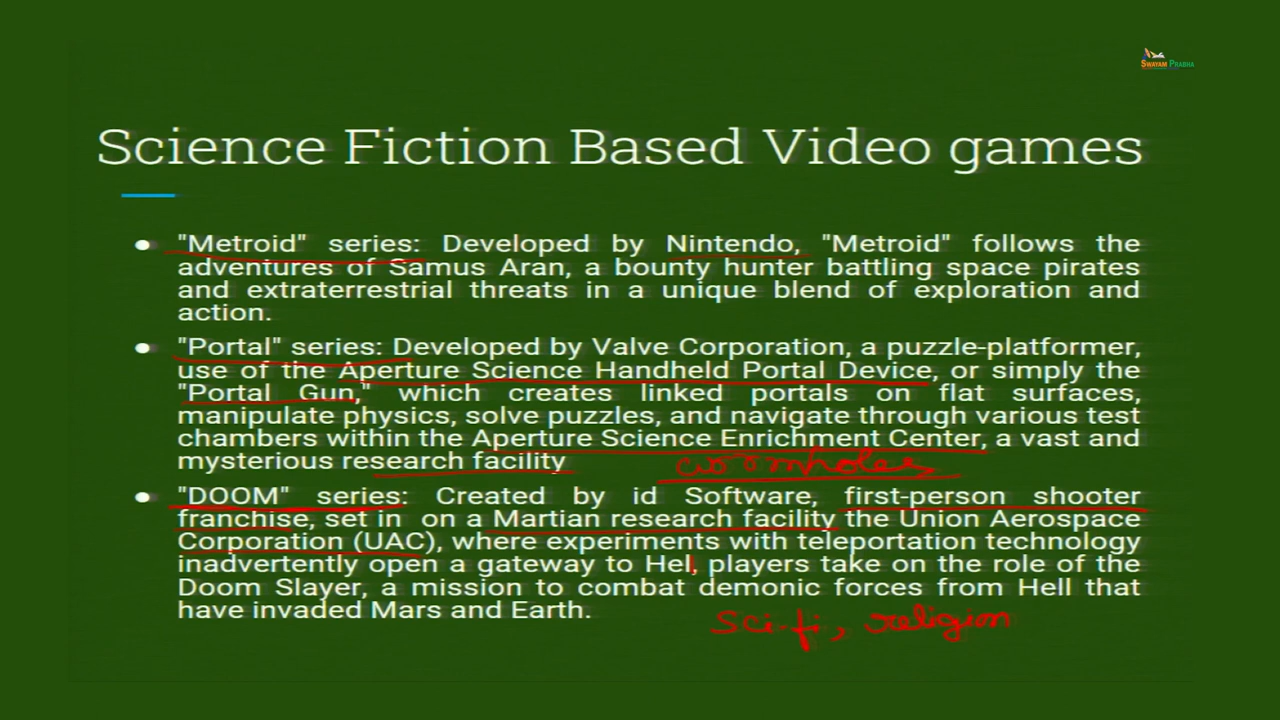 SWAYAM PRABHA
Science Fiction Based Video games
● "Metroid" series: Developed by Nintendo, "Metroid" follows the
adventures of Samus Aran, a bounty hunter battling space pirates
and extraterrestrial threats in a unique blend of exploration and
action.
● "Portal" series: Developed by Valve Corporation, a puzzle-platformer,
use of the Aperture Science Handheld Portal Device, or simply the
"Portal Gun," which creates linked portals on flat surfaces,
manipulate physics, solve puzzles, and navigate through various test
chambers within the Aperture Science Enrichment Center, a vast and
mysterious research facility
wormholes
● "DOOM" series: Created by id Software, first-person shooter
franchise, set in on a Martian research facility the Union Aerospace
Corporation (UAC), where experiments with teleportation technology
inadvertently open a gateway to Hel, players take on the role of the
Doom Slayer, a mission to combat demonic forces from Hell that
have invaded Mars and Earth.
Sci-fi, religion